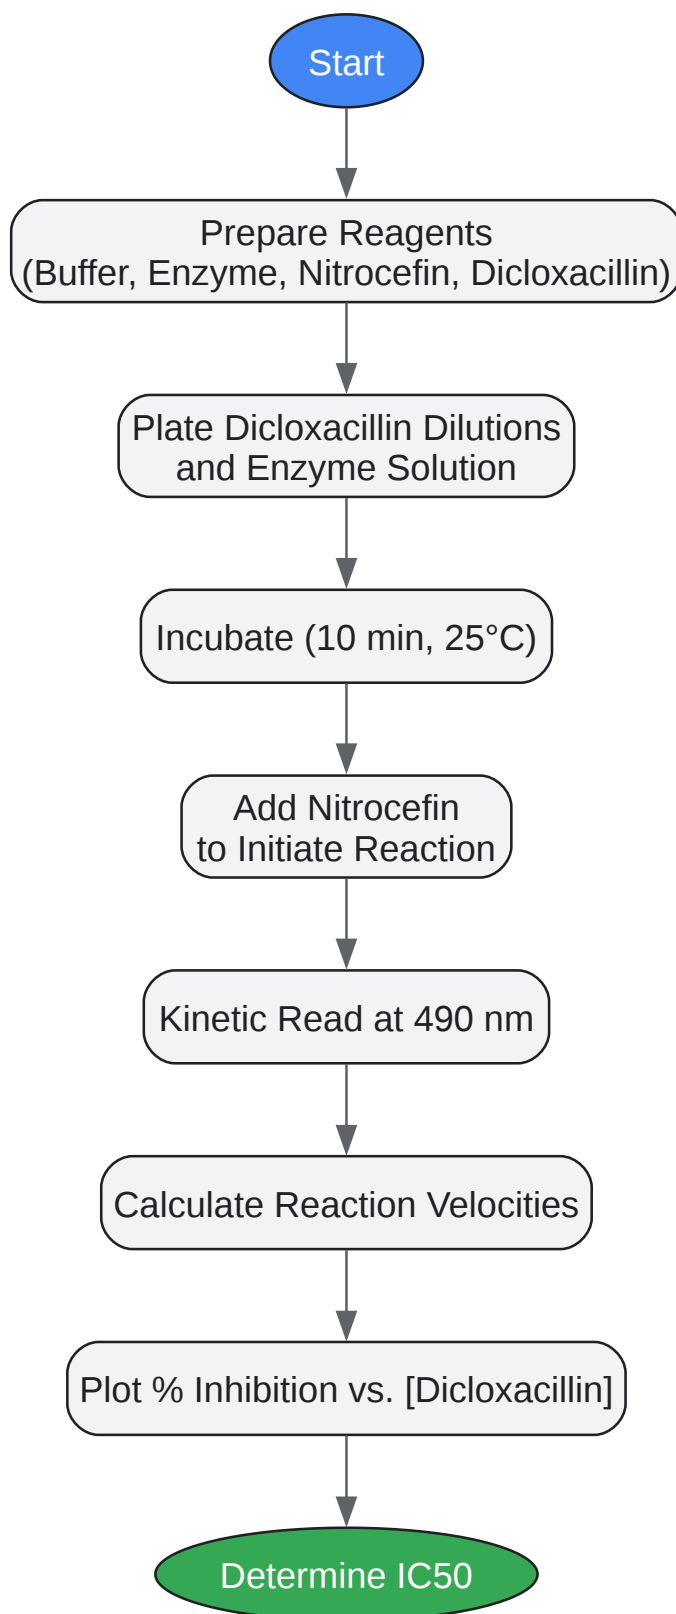 Start
Prepare Reagents
(Buffer, Enzyme, Nitrocefin, Dicloxacillin)
Plate Dicloxacillin Dilutions
and Enzyme Solution
Incubate (10 min, 25°C)
Add Nitrocefin
to Initiate Reaction
Kinetic Read at 490 nm
Calculate Reaction Velocities
Plot % Inhibition vs. [Dicloxacillin]
Determine IC50